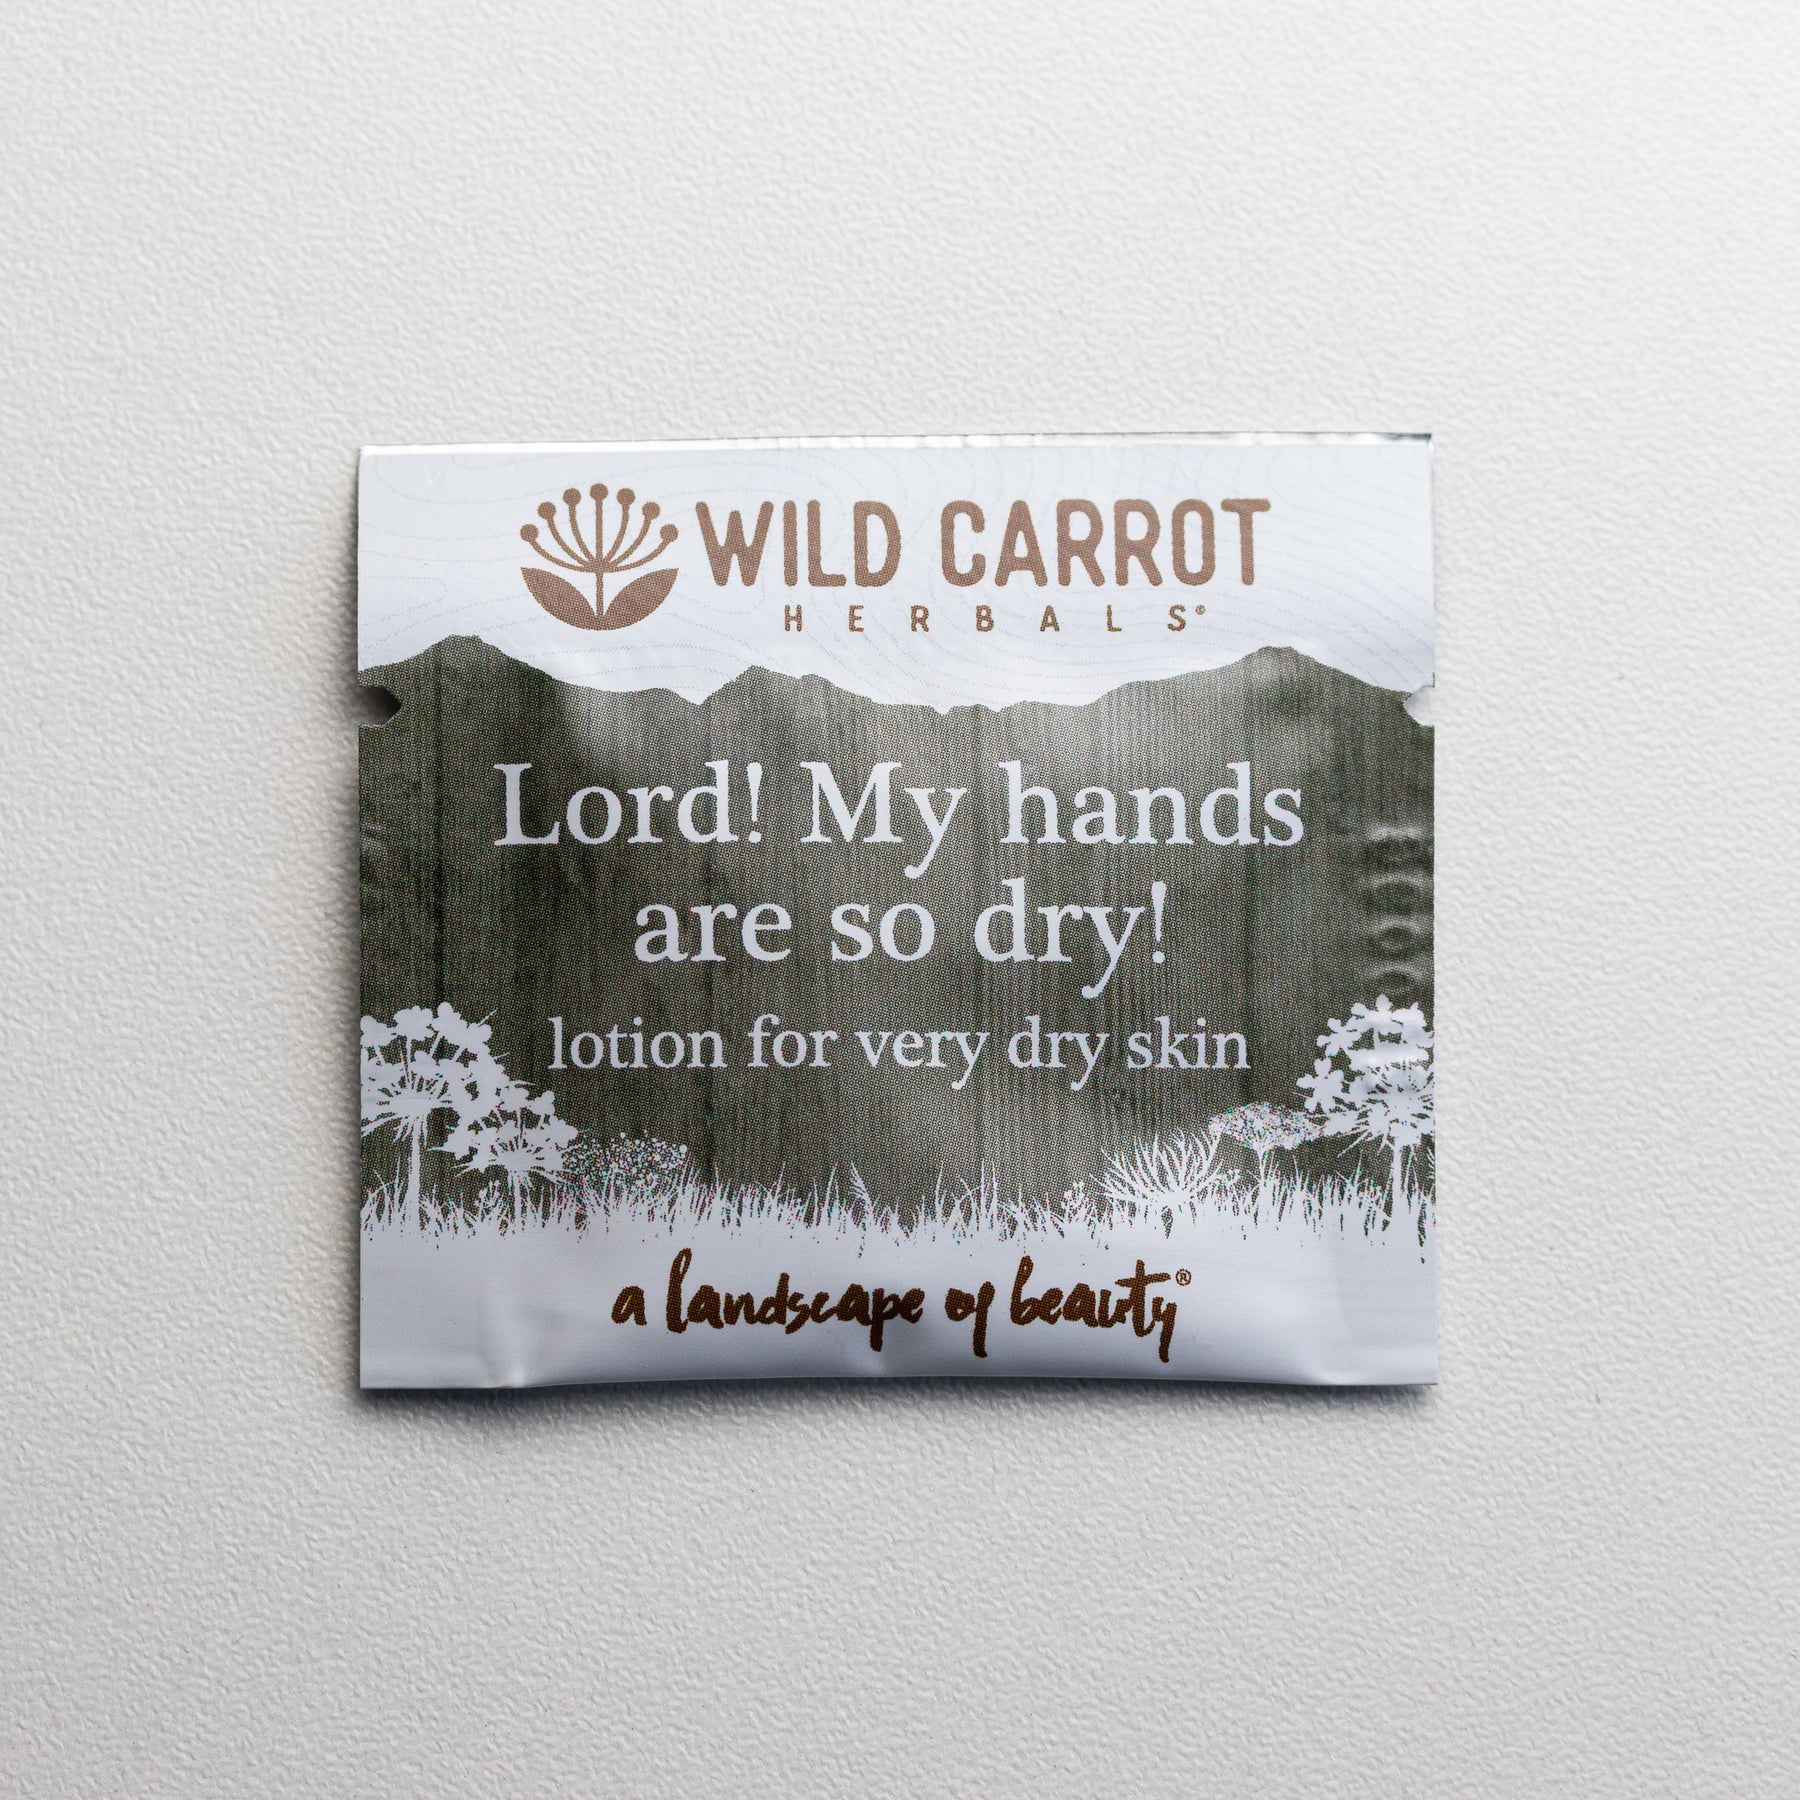 WILD CARROT
HERBALS®
Lord! My hands
are so dry!
lotion for very dry skin
a landscape of beauty®